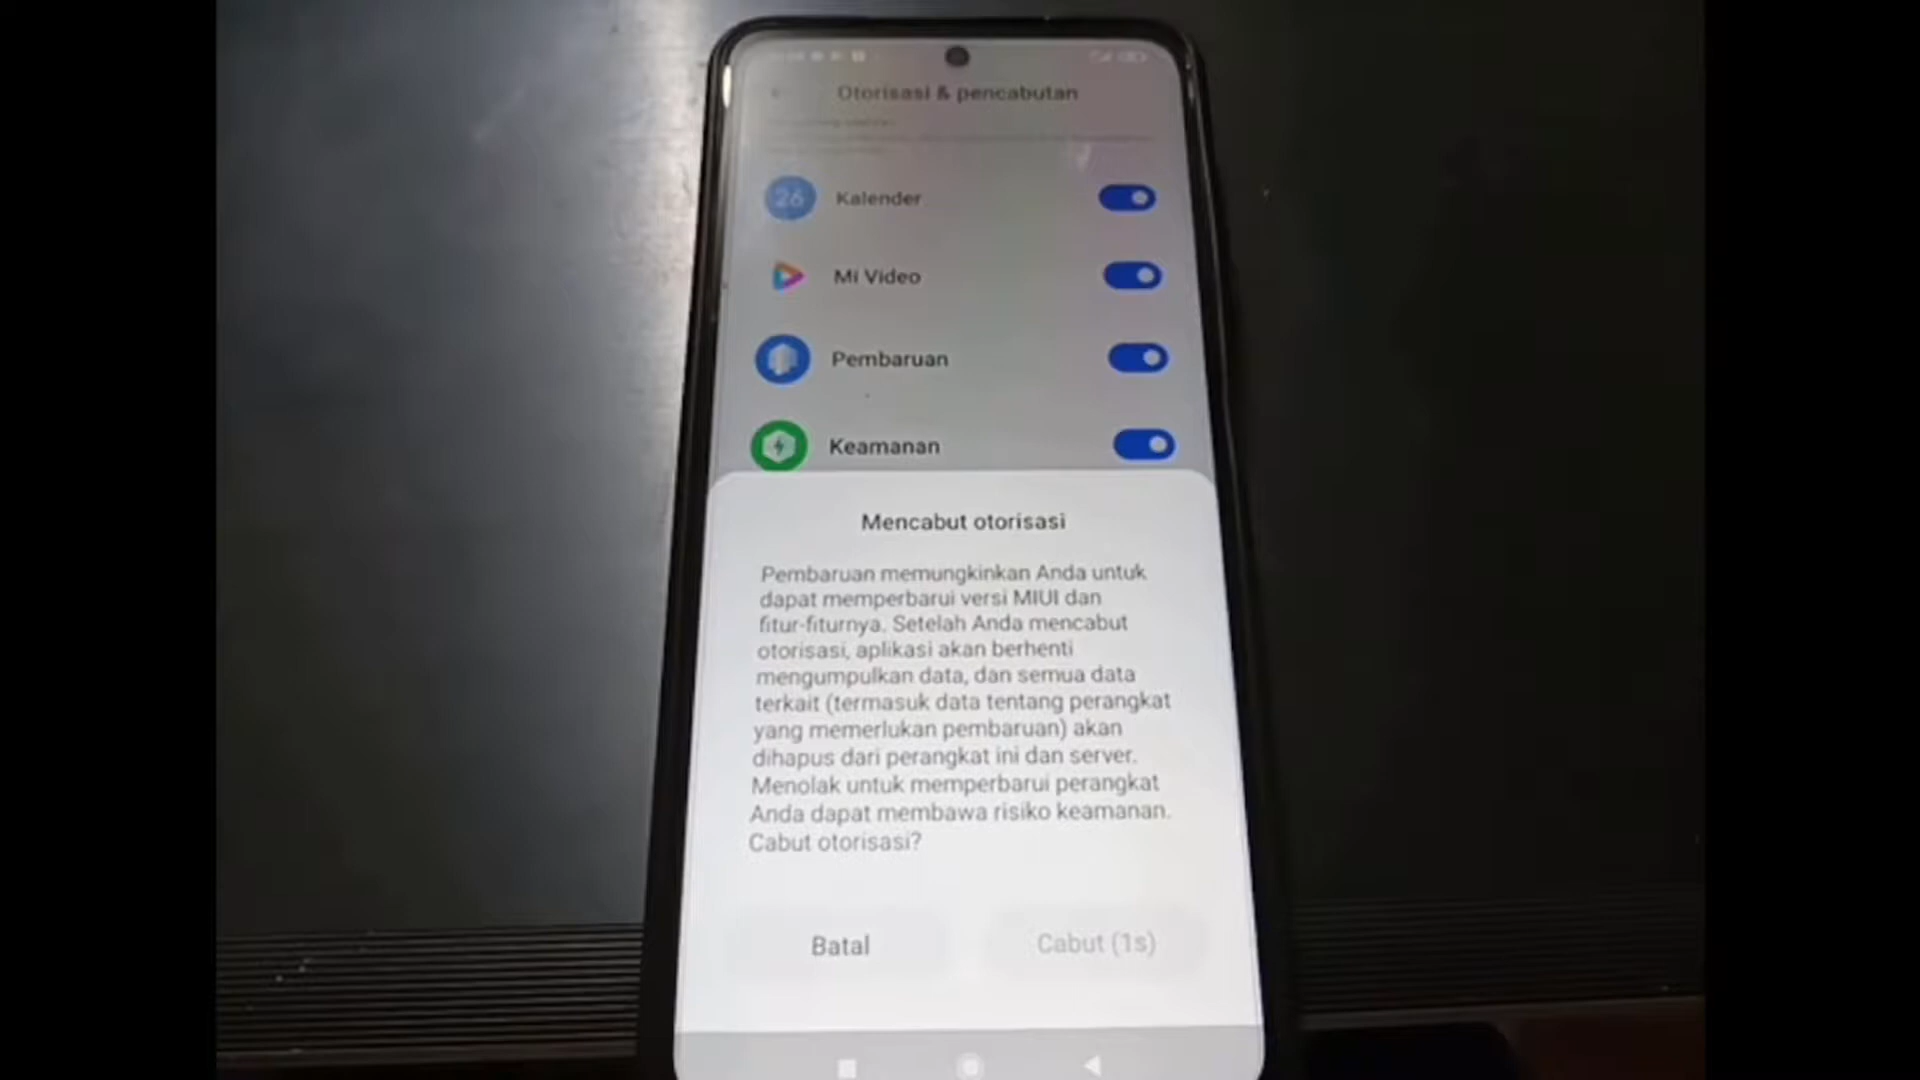 Otorisasi & pencabutan
26
Kalender
Mi Video
Pembaruan
Keamanan
Mencabut otorisasi
Pembaruan memungkinkan Anda untuk
dapat memperbarui versi MIUI dan
fitur-fiturnya. Setelah Anda mencabut
otorisasi, aplikasi akan berhenti
mengumpulkan data, dan semua data
terkait (termasuk data tentang perangkat
yang memerlukan pembaruan) akan
dihapus dari perangkat ini dan server.
Menolak untuk memperbarui perangkat
Anda dapat membawa risiko keamanan.
Cabut otorisasi?
Batal
Cabut (1s)